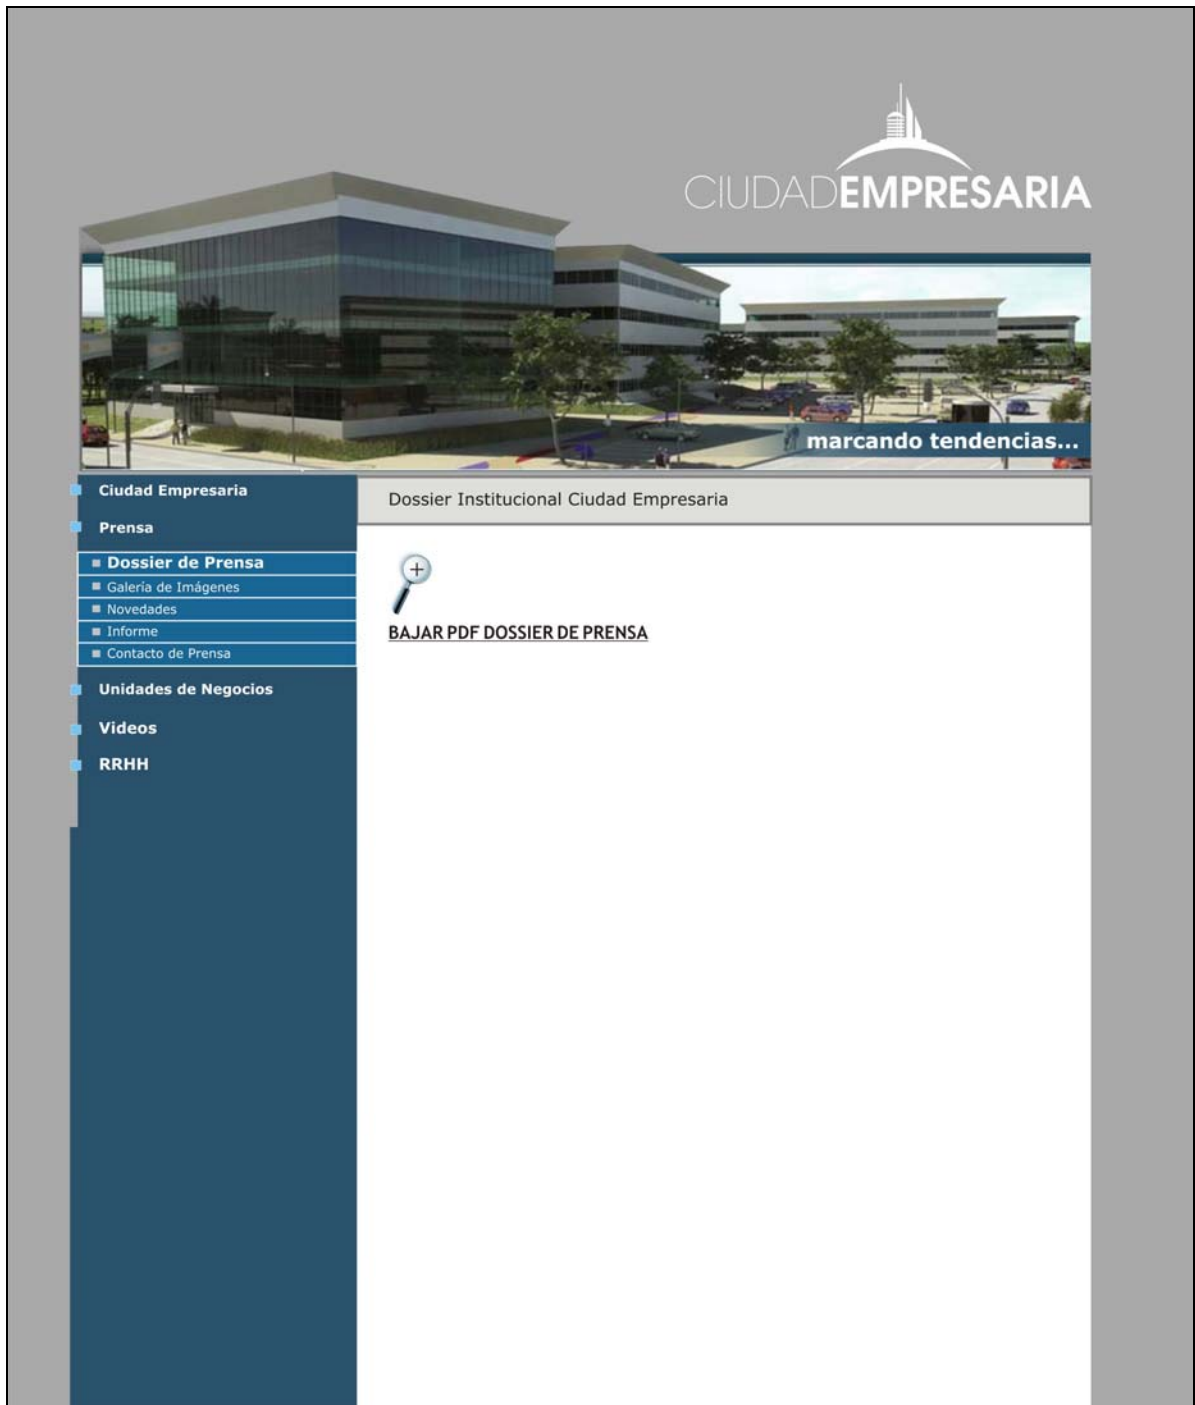 CIUDADEMPRESARIA
marcando tendencias...
Ciudad Empresaria
Prensa
Dossier de Prensa
Galería de Imágenes
Novedades
Informe
Contacto de Prensa
Unidades de Negocios
Videos
RRHH
Dossier Institucional Ciudad Empresaria
BAJAR PDF DOSSIER DE PRENSA